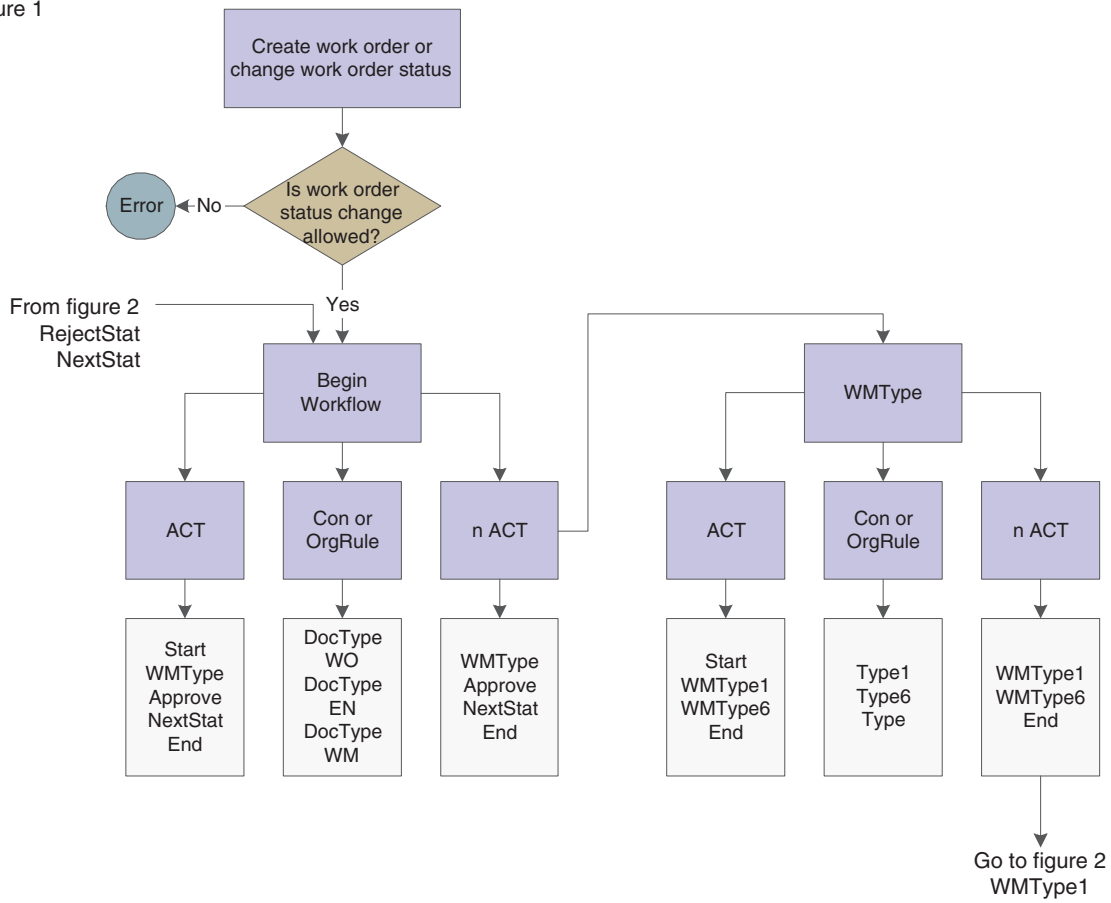 ure 1
Create work order or
change work order status
Is work order
status change
allowed?
No
Error
Yes
From figure 2
RejectStat
NextStat
Begin
Workflow
WMType
ACT
Con or
OrgRule
n ACT
ACT
Con or
OrgRule
n ACT
Start
WMType
Approve
NextStat
End
DocType
WO
DocType
EN
DocType
WM
WMType
Approve
NextStat
End
Start
WMType1
WMType6
End
Type1
Type6
Type
WMType1
WMType6
End
Go to figure 2
WMType1